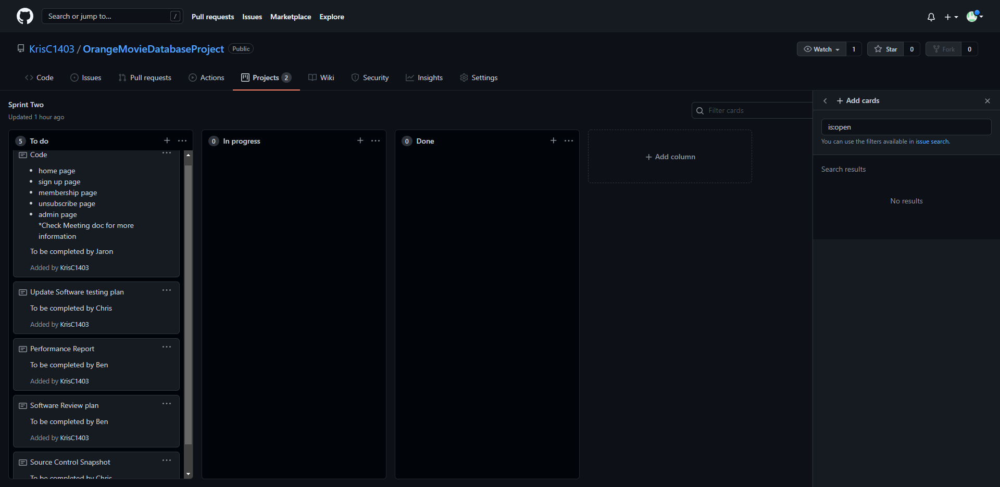 Search or jump to... /
Pull requests Issues Marketplace Explore
KrisC1403 / OrangeMovieDatabaseProject Public
Watch 1 Star 0 Fork 0
Code Issues Pull requests Actions Projects 2 Wiki Security Insights Settings
Sprint Two
Updated 1 hour ago
Filter cards
5 To do
Code
home page
sign up page
membership page
unsubscribe page
admin page
*Check Meeting doc for more
information
To be completed by Jaron
Added by KrisC1403
Update Software testing plan
To be completed by Chris
Added by KrisC1403
Performance Report
To be completed by Ben
Added by KrisC1403
Software Review plan
To be completed by Ben
Added by KrisC1403
Source Control Snapshot
To be completed by Chris
0 In progress
0 Done
Add column
Add cards
is:open
You can use the filters available in issue search.
Search results
No results